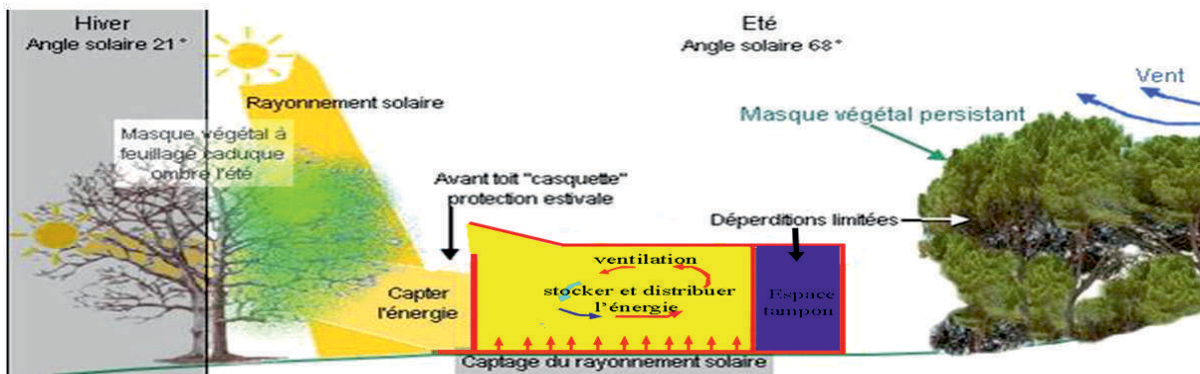 Hiver
Angle solaire 21°
Eté
Angle solaire 68°
Vent
Rayonnement solaire
Masque végétal persistant
Masque végétal à
feuillage caduque
ombre l'été
Avant toit "casquette"
protection estivale
Déperditions limitées
ventilation
Capter
l'énergie
stocker et distribuer
l'énergie
Espace
tampon
Captage du rayonnement solaire